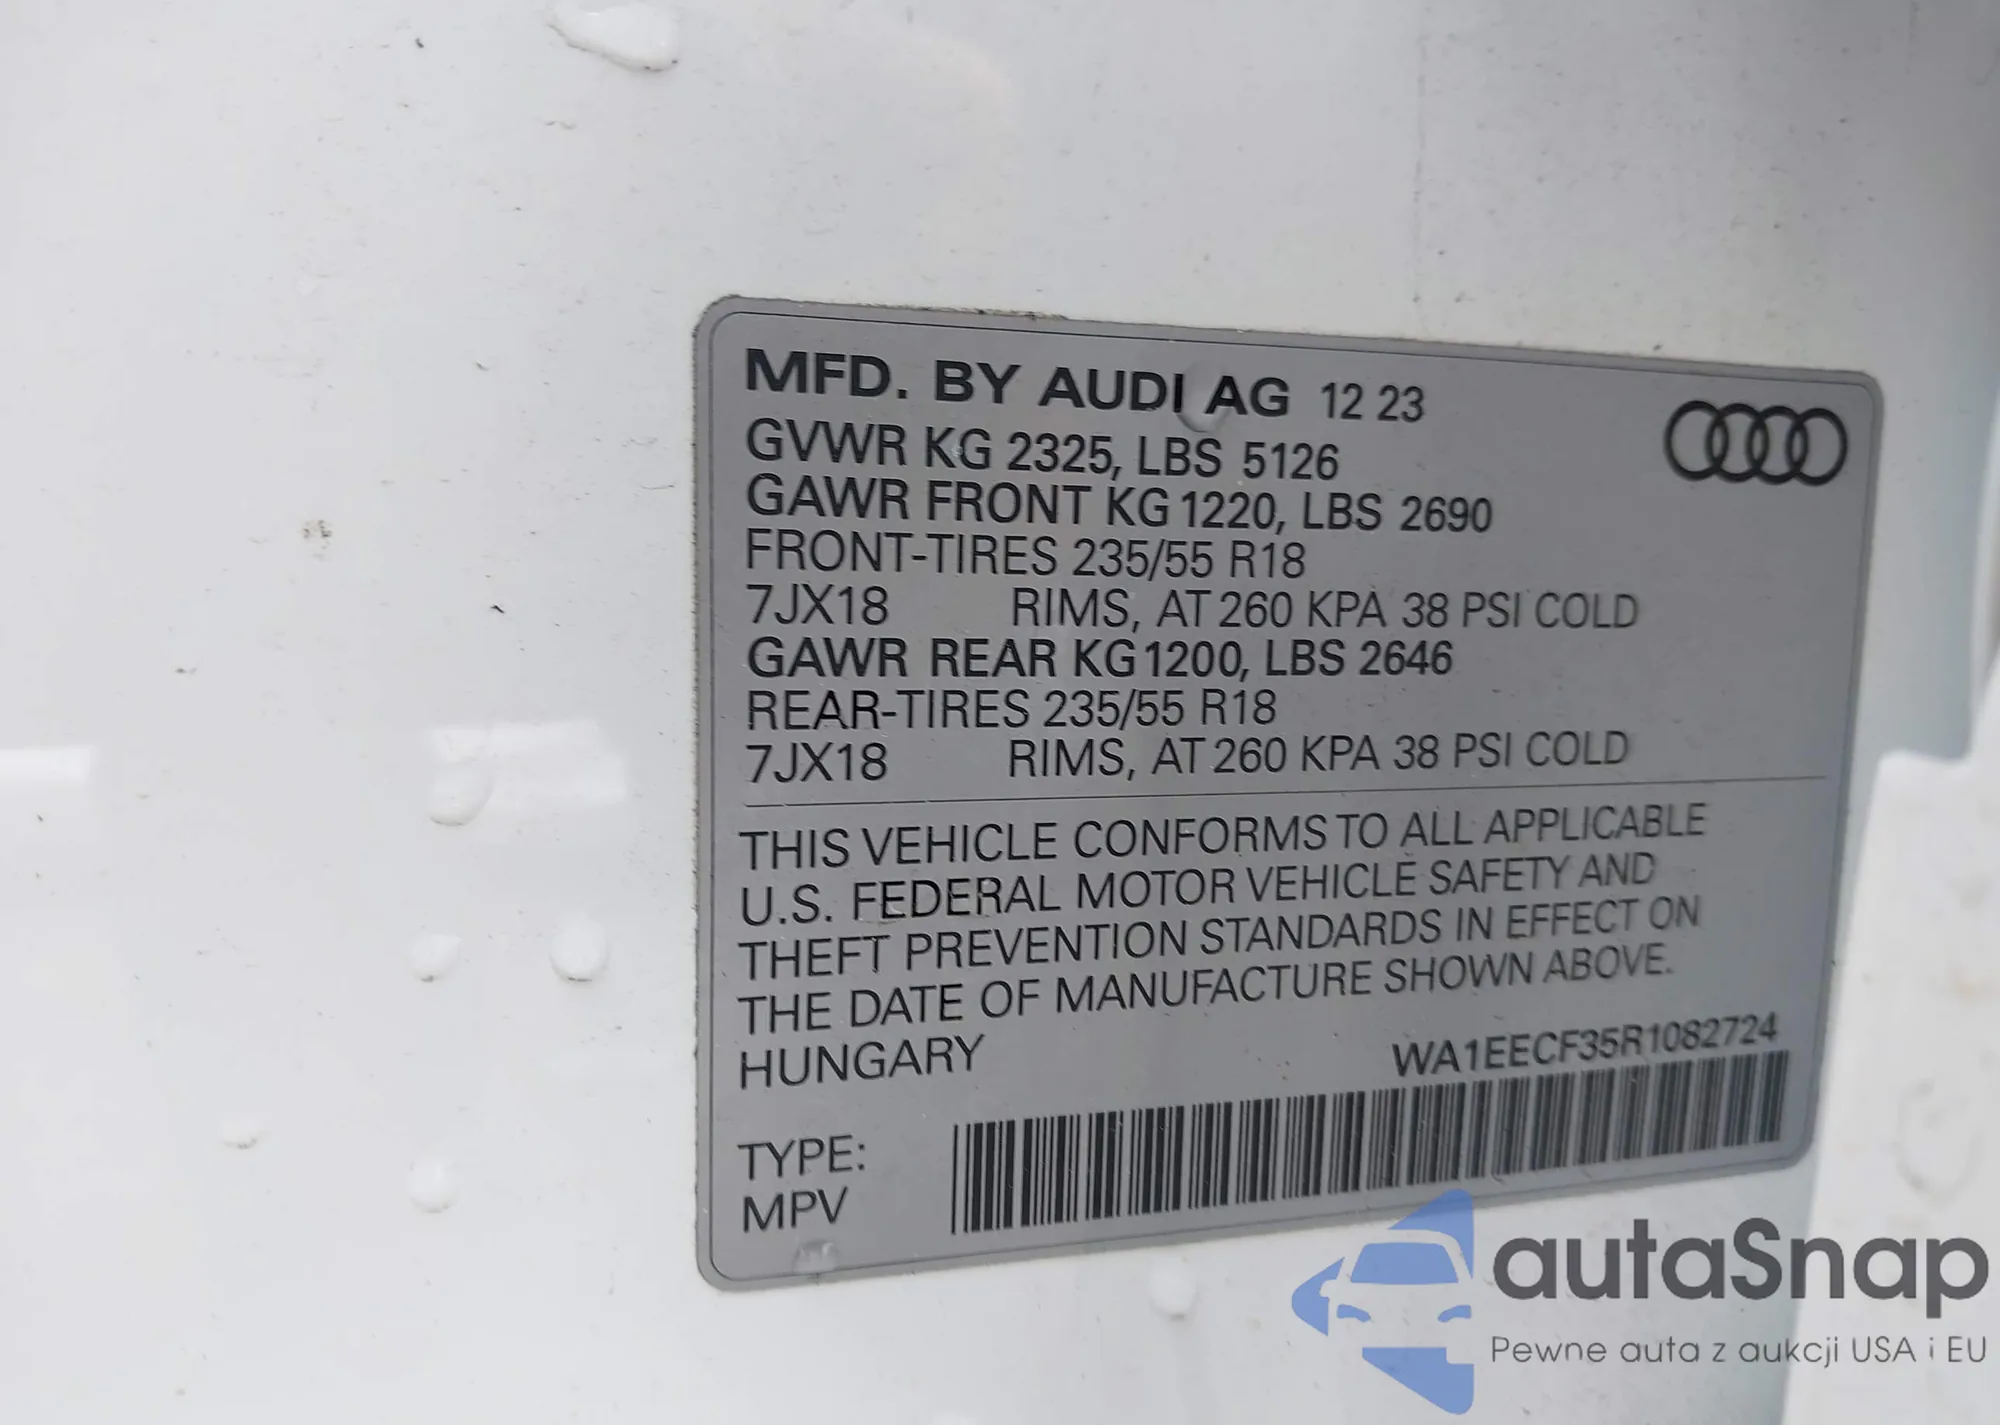 MFD. BY AUDI AG 12 23
GVWR KG 2325, LBS 5126
GAWR FRONT KG 1220, LBS 2690
FRONT-TIRES 235/55 R18
7JX18 RIMS, AT 260 KPA 38 PSI COLD
GAWR REAR KG 1200, LBS 2646
REAR-TIRES 235/55 R18
7JX18 RIMS, AT 260 KPA 38 PSI COLD
THIS VEHICLE CONFORMS TO ALL APPLICABLE
U.S. FEDERAL MOTOR VEHICLE SAFETY AND
THEFT PREVENTION STANDARDS IN EFFECT ON
THE DATE OF MANUFACTURE SHOWN ABOVE.
HUNGARY WA1EECF35R1082724
TYPE:
MPV
autaSnap
Pewne auta z aukcji USA i EU